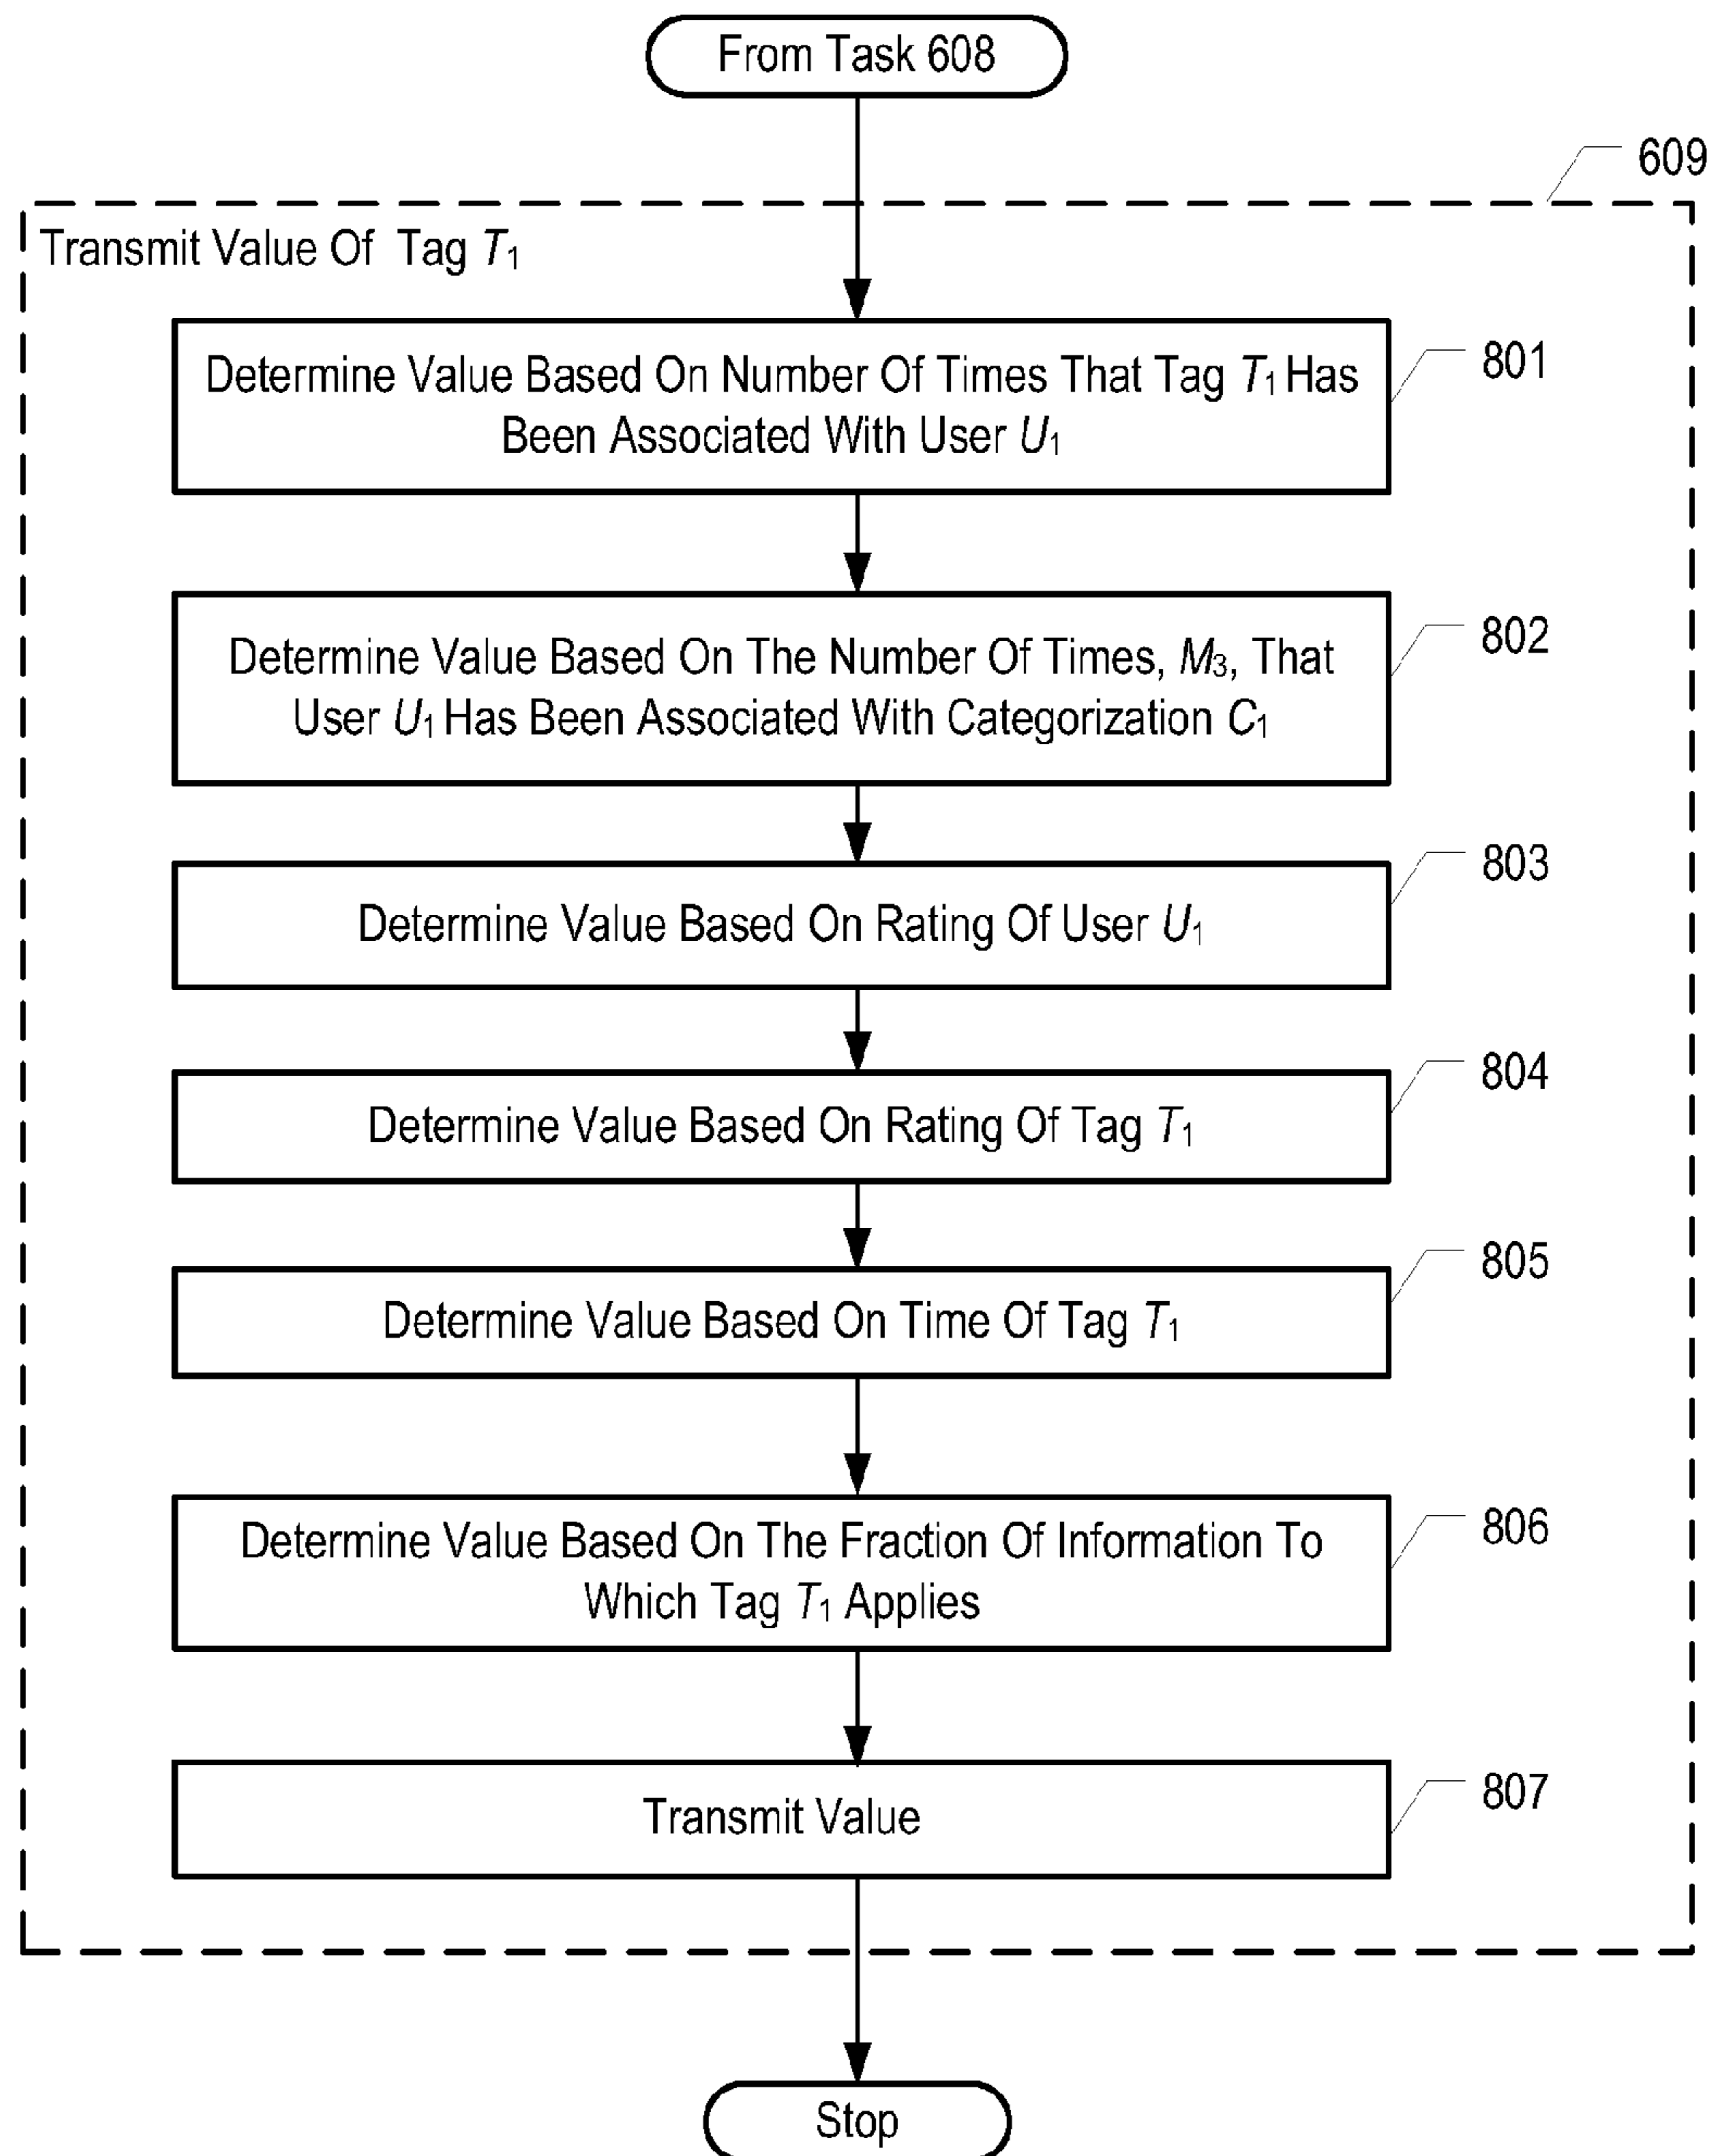 From Task 608
609
Transmit Value Of Tag T1
Determine Value Based On Number Of Times That Tag T1 Has
Been Associated With User U1
801
Determine Value Based On The Number Of Times, M3, That
User U1 Has Been Associated With Categorization C1
802
Determine Value Based On Rating Of User U1
803
Determine Value Based On Rating Of Tag T1
804
Determine Value Based On Time Of Tag T1
805
Determine Value Based On The Fraction Of Information To
Which Tag T1 Applies
806
Transmit Value
807
Stop